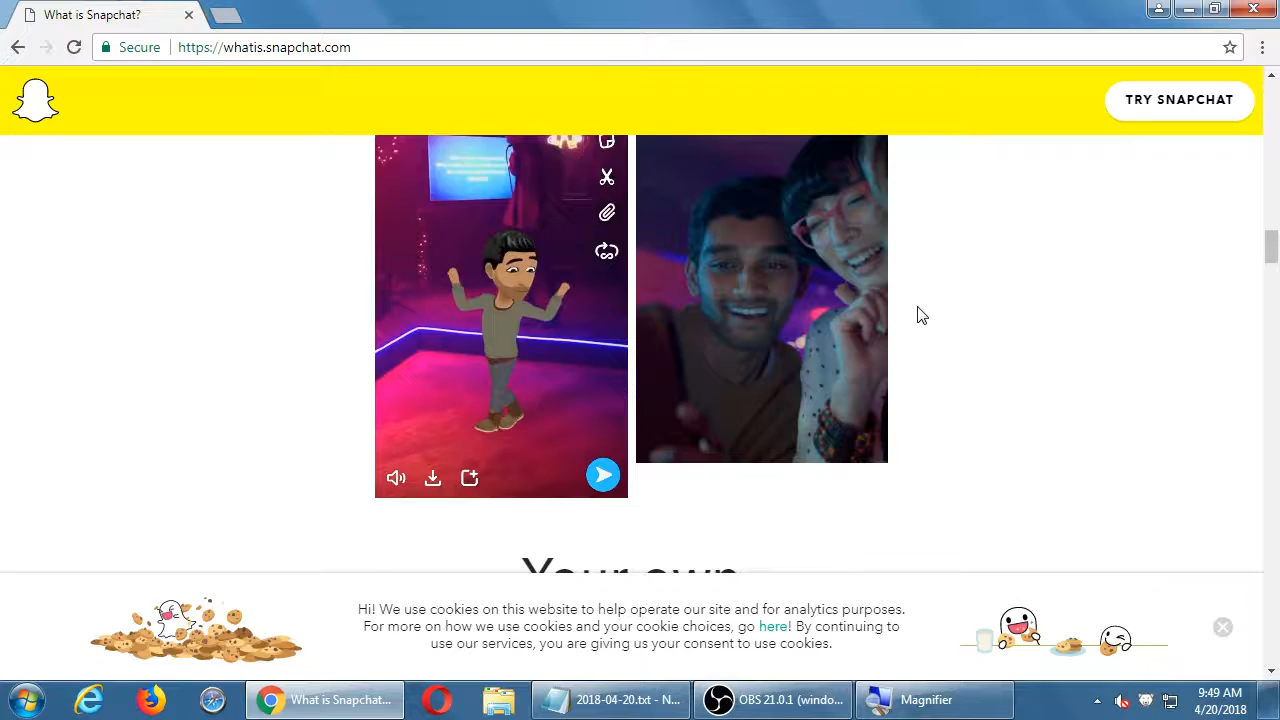 What is Snapchat?
Secure
https://whatis.snapchat.com
TRY SNAPCHAT
Your own
Hi! We use cookies on this website to help operate our site and for analytics purposes.
For more on how we use cookies and your cookie choices, go here! By continuing to
use our services, you are giving us your consent to use cookies.
What is Snapchat...
2018-04-20.txt - N...
OBS 21.0.1 (windo...
Magnifier
9:49 AM
4/20/2018